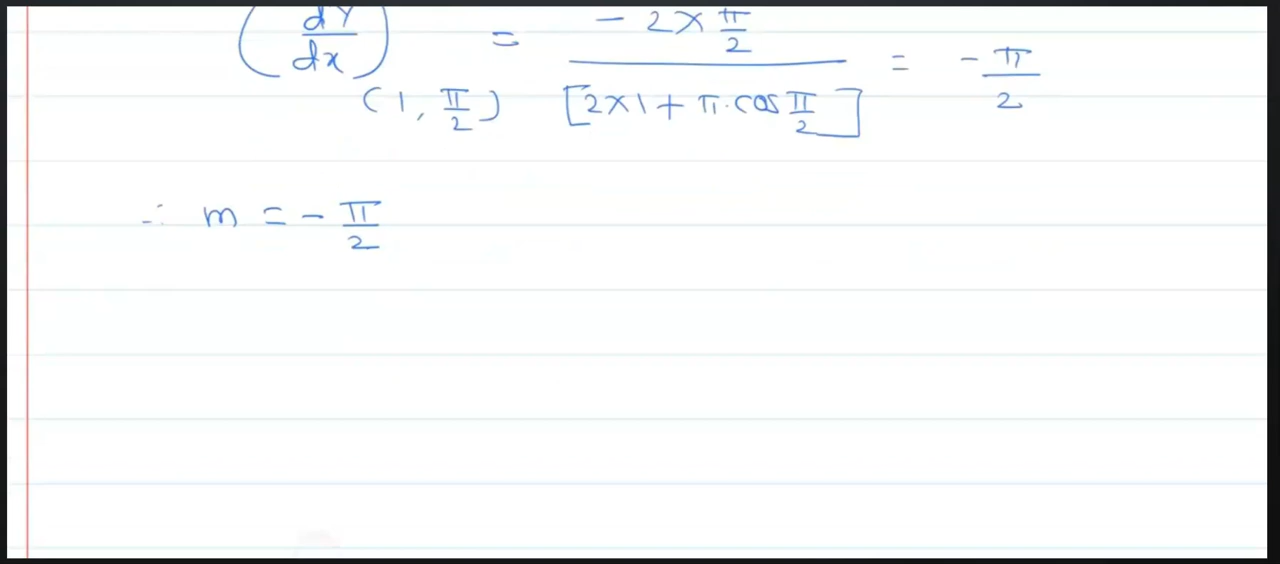 (dy/dx) (1, π/2) = - 2 × π/2 / [2×1 + π·cos π/2] = - π/2
∴ m = - π/2